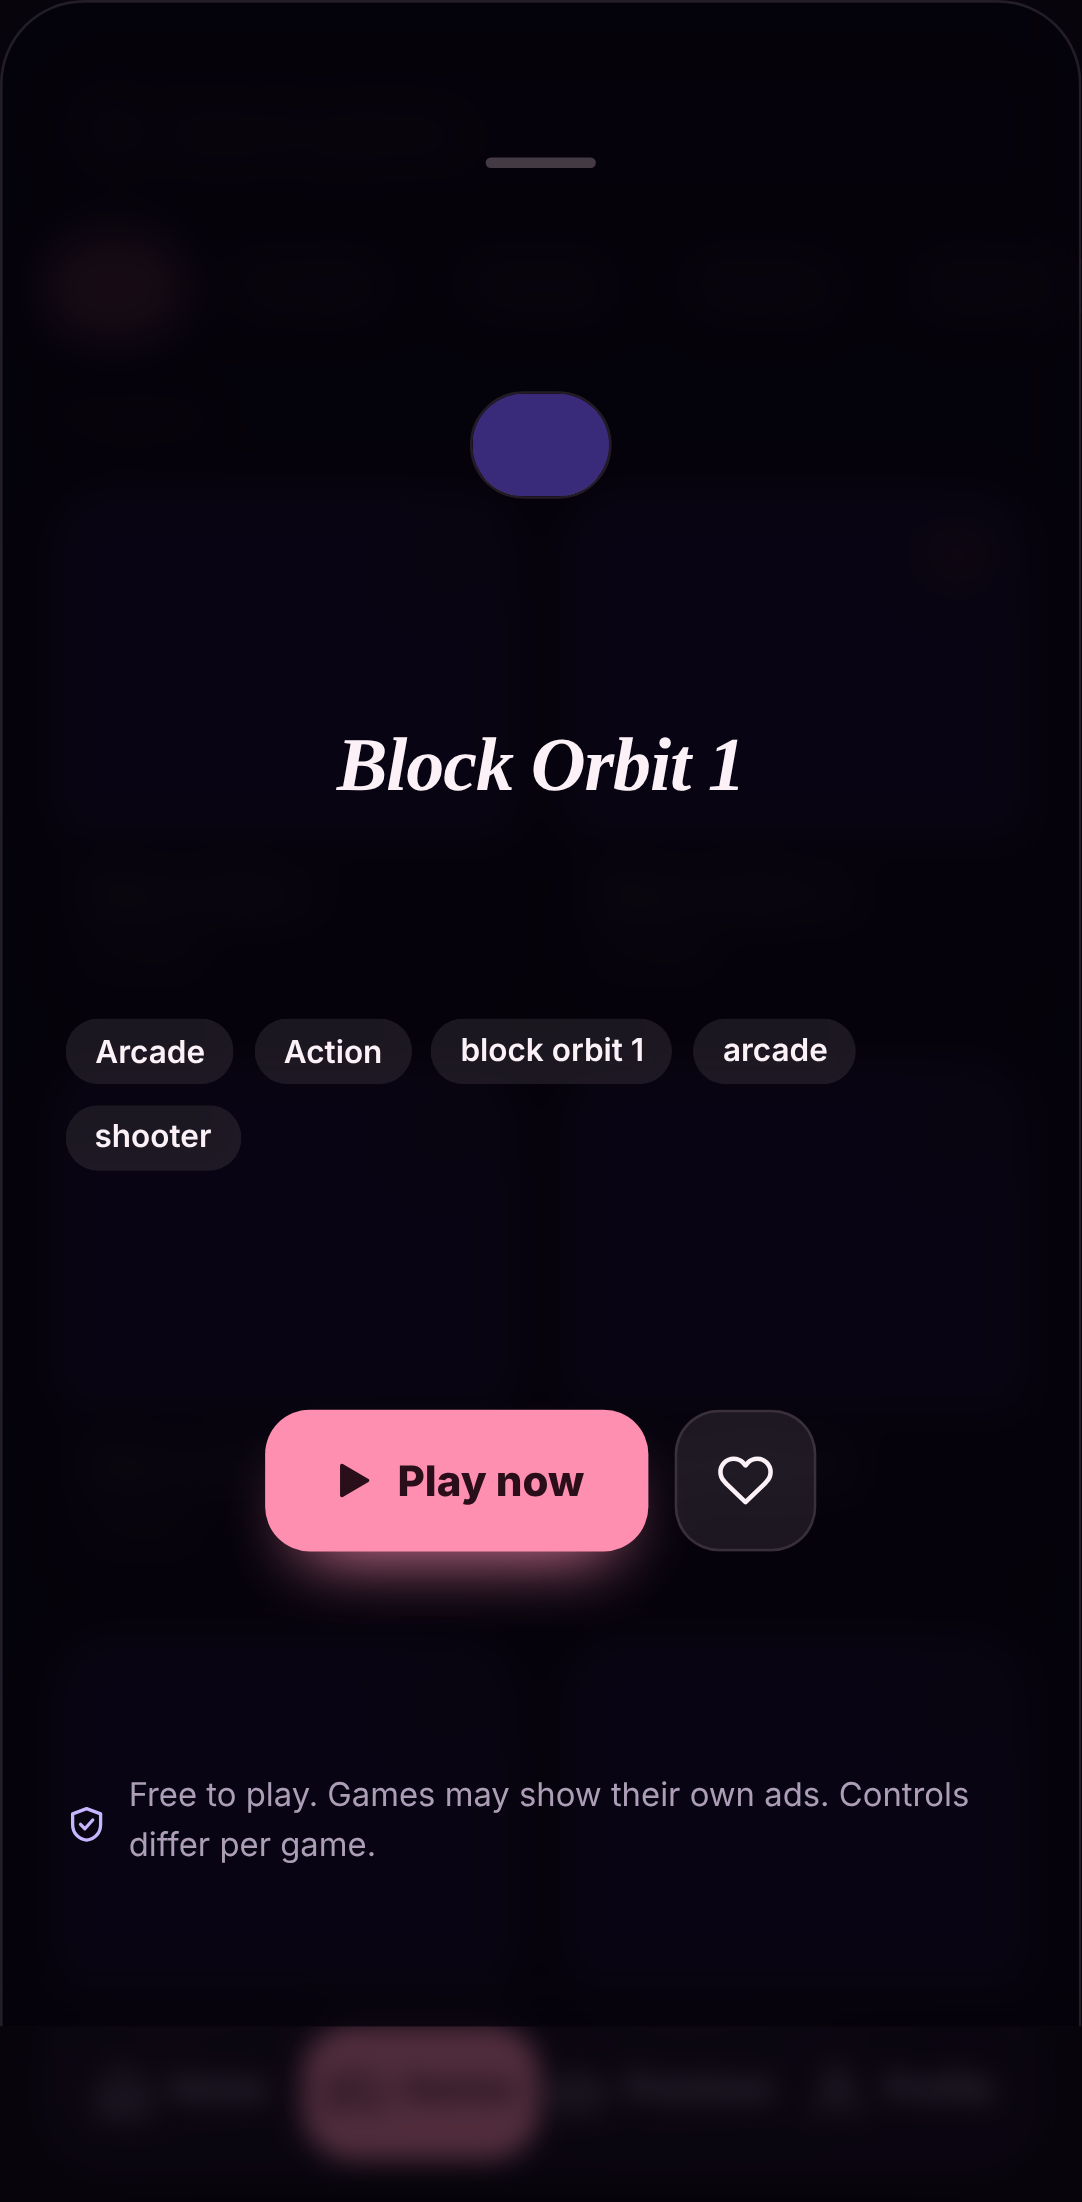 Block Orbit 1
Arcade Action block orbit 1 arcade
shooter
Play now
Free to play. Games may show their own ads. Controls
differ per game.